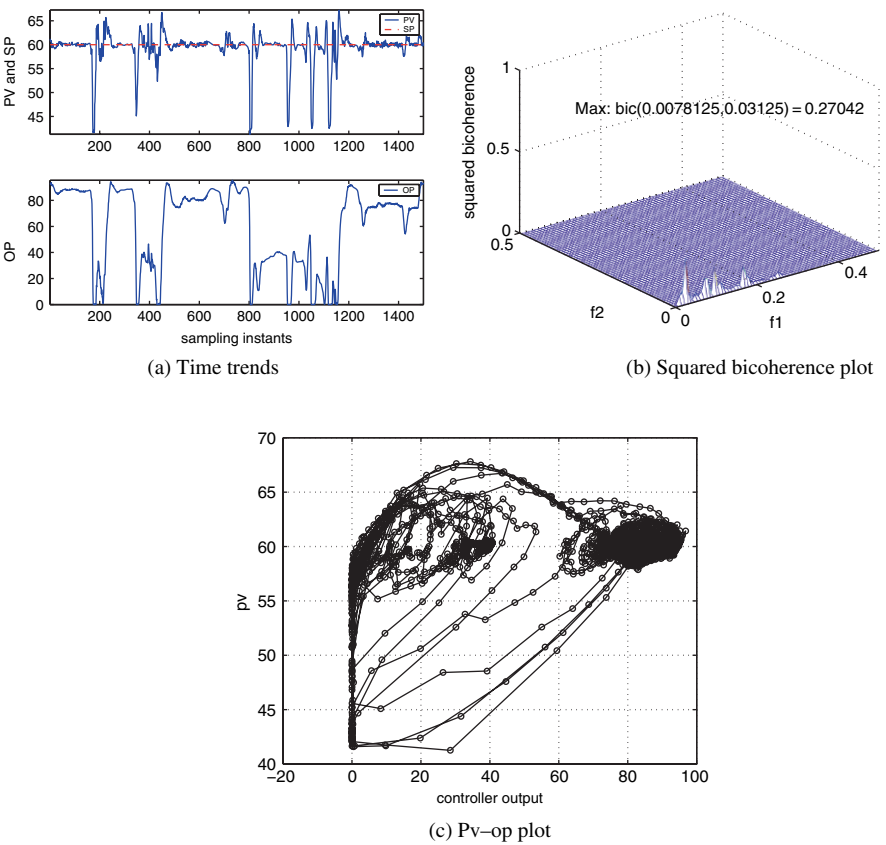 PV and SP
65
60
55
50
45
PV
SP
200 400 600 800 1000 1200 1400
OP
80
60
40
20
0
OP
200 400 600 800 1000 1200 1400
sampling instants
(a) Time trends
squared bicoherence
1
0.5
0
0.5
Max: bic(0.0078125,0.03125) = 0.27042
f2
0 0
0.2
0.4
f1
(b) Squared bicoherence plot
pv
70
65
60
55
50
45
40
−20 0 20 40 60 80 100
controller output
(c) Pv–op plot